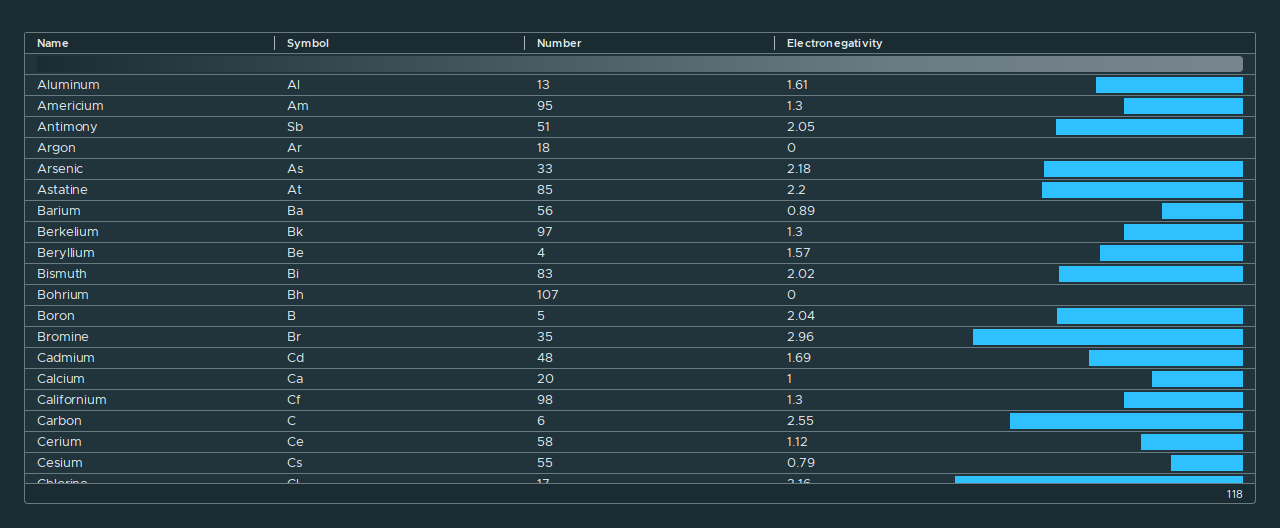 Name Symbol Number Electronegativity
Aluminum Al 13 1.61
Americium Am 95 1.3
Antimony Sb 51 2.05
Argon Ar 18 0
Arsenic As 33 2.18
Astatine At 85 2.2
Barium Ba 56 0.89
Berkelium Bk 97 1.3
Beryllium Be 4 1.57
Bismuth Bi 83 2.02
Bohrium Bh 107 0
Boron B 5 2.04
Bromine Br 35 2.96
Cadmium Cd 48 1.69
Calcium Ca 20 1
Californium Cf 98 1.3
Carbon C 6 2.55
Cerium Ce 58 1.12
Cesium Cs 55 0.79
Chlorine Cl 17 3.16
118